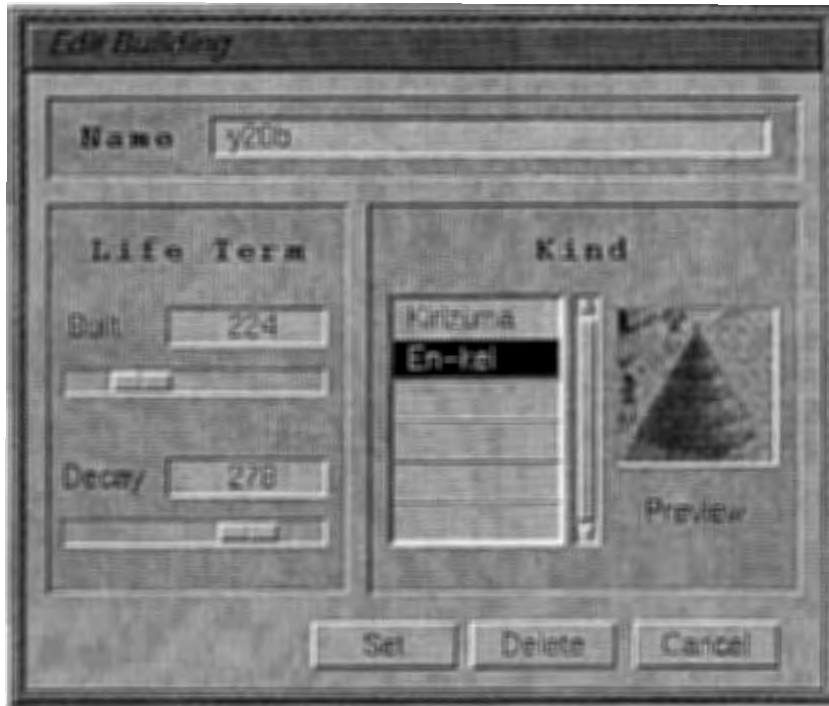 Edit Building
Name y20b
Life Term
Built 224
Decay 278
Kind
Kirizuma
En-kei
Preview
Set Delete Cancel